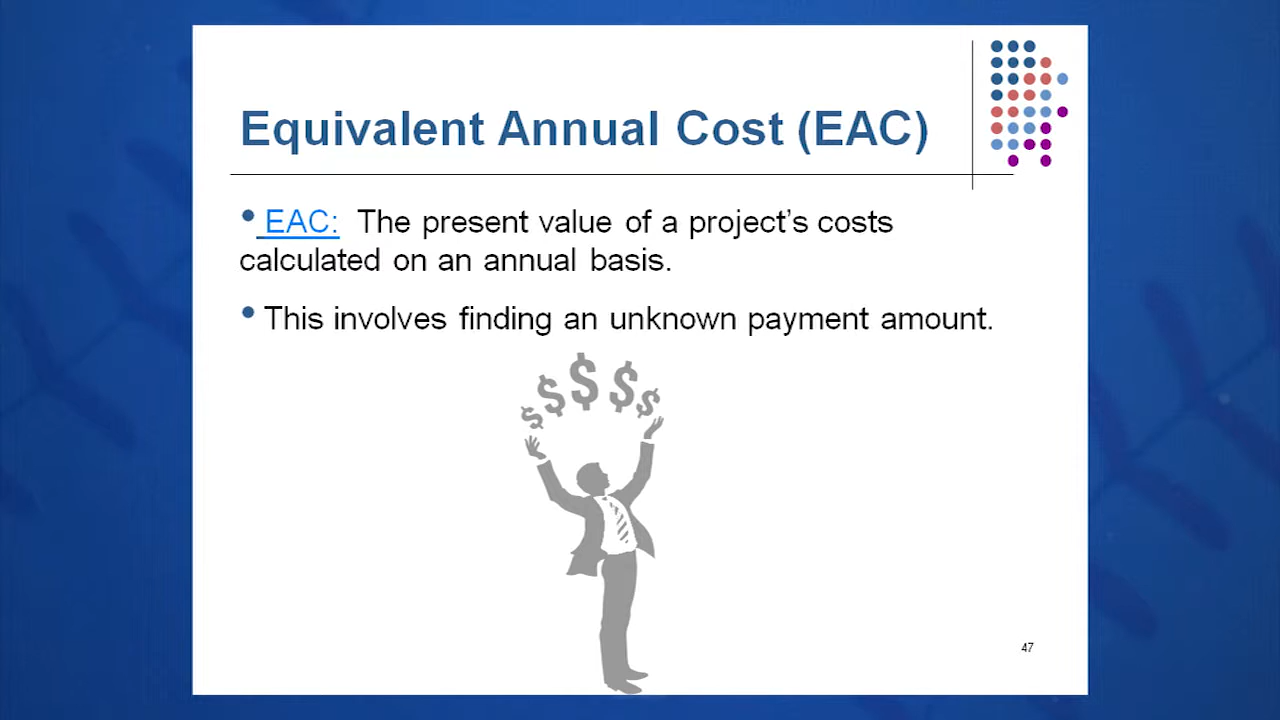 Equivalent Annual Cost (EAC)
• EAC: The present value of a project’s costs
calculated on an annual basis.
• This involves finding an unknown payment amount.
$ $ $ $ $
47